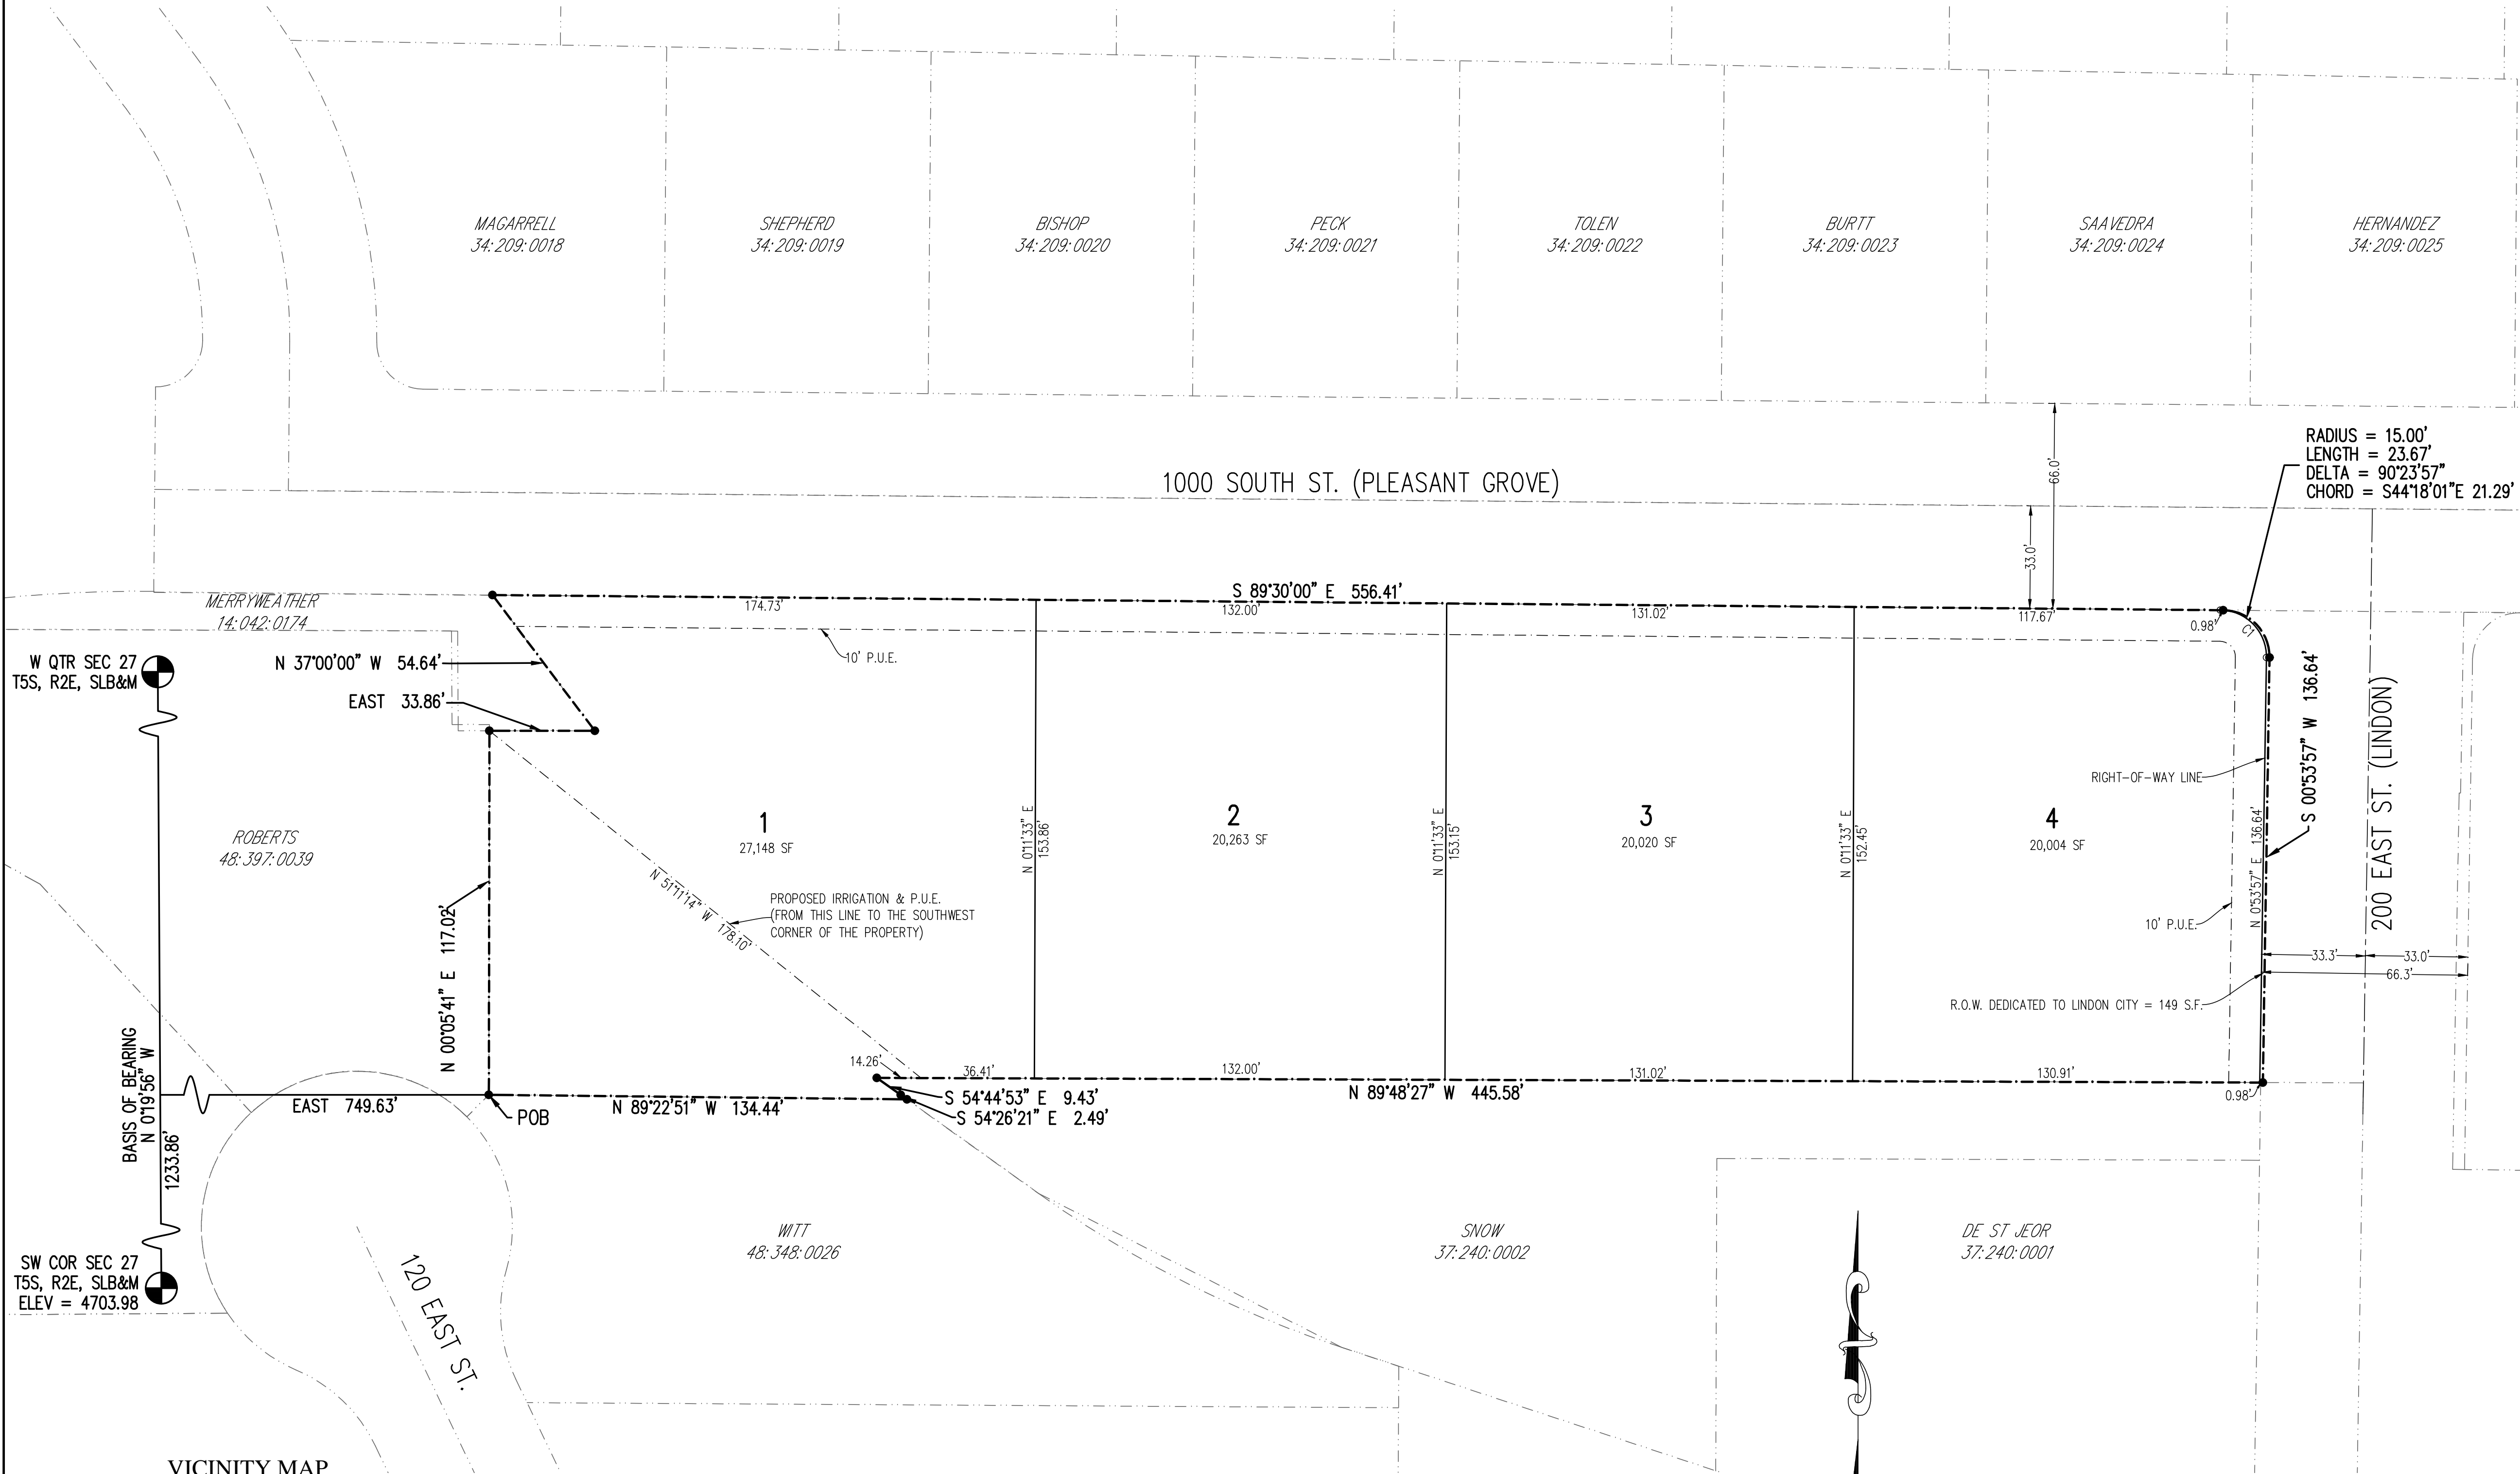 MAGARRELL
34:209:0018
SHEPHERD
34:209:0019
BISHOP
34:209:0020
PECK
34:209:0021
TOLEN
34:209:0022
BURTT
34:209:0023
SAAVEDRA
34:209:0024
HERNANDEZ
34:209:0025
1000 SOUTH ST. (PLEASANT GROVE)
66.0'
33.0'
RADIUS = 15.00'
LENGTH = 23.67'
DELTA = 90°23'57"
CHORD = S44°18'01"E 21.29'
MERRYWEATHER
14:042:0174
S 89°30'00" E 556.41'
174.73'
132.00'
131.02'
117.67'
0.98'
C1
W QTR SEC 27
T5S, R2E, SLB&M
N 37°00'00" W 54.64'
EAST 33.86'
10' P.U.E.
S 00°53'57" W 136.64'
200 EAST ST. (LINDON)
RIGHT-OF-WAY LINE
ROBERTS
48:397:0039
1
27,148 SF
2
20,263 SF
3
20,020 SF
4
20,004 SF
N 0°11'33" E
153.86'
N 0°11'33" E
153.15'
N 0°11'33" E
152.45'
N 0°53'57" E 136.64'
N 51°11'14" W 178.10'
PROPOSED IRRIGATION & P.U.E.
(FROM THIS LINE TO THE SOUTHWEST
CORNER OF THE PROPERTY)
N 00°05'41" E 117.02'
10' P.U.E.
33.3'
33.0'
66.3'
R.O.W. DEDICATED TO LINDON CITY = 149 S.F.
BASIS OF BEARING
N 0°19'56" W
1233.86'
EAST 749.63'
POB
N 89°22'51" W 134.44'
14.26'
36.41'
132.00'
131.02'
130.91'
0.98'
S 54°44'53" E 9.43'
S 54°26'21" E 2.49'
N 89°48'27" W 445.58'
WITT
48:348:0026
SNOW
37:240:0002
DE ST JEOR
37:240:0001
SW COR SEC 27
T5S, R2E, SLB&M
ELEV = 4703.98
120 EAST ST.
VICINITY MAP